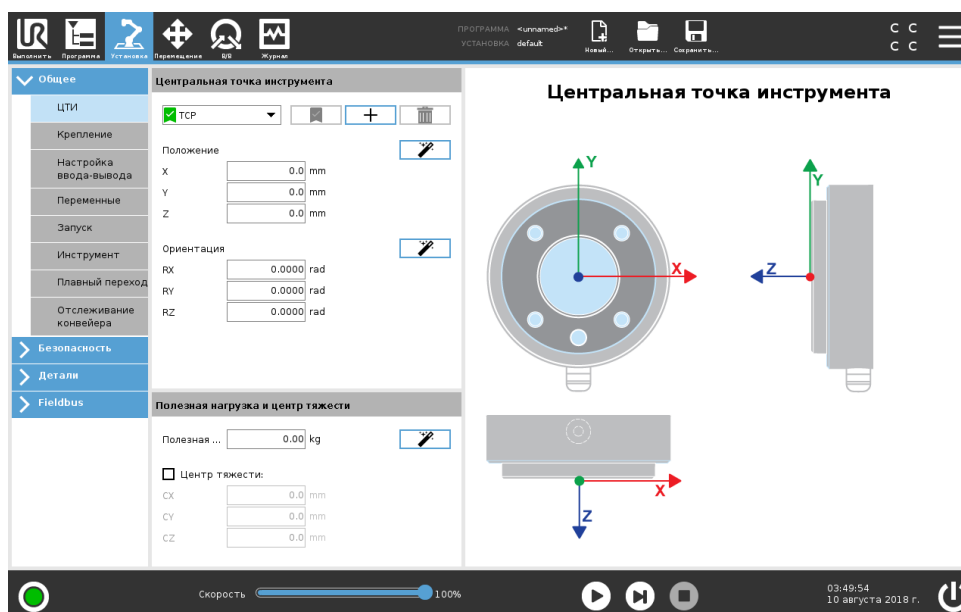 ПРОГРАММА <unnamed>*
УСТАНОВКА default
Выполнить Программа Установка Перемещение В/В Журнал
Новый... Открыть... Сохранить...
C C
C C
Общее
ЦТИ
Крепление
Настройка
ввода-вывода
Переменные
Запуск
Инструмент
Плавный переход
Отслеживание
конвейера
Безопасность
Детали
Fieldbus
Центральная точка инструмента
TCP
Положение
X 0.0 mm
Y 0.0 mm
Z 0.0 mm
Ориентация
RX 0.0000 rad
RY 0.0000 rad
RZ 0.0000 rad
Полезная нагрузка и центр тяжести
Полезная ... 0.00 kg
Центр тяжести:
CX 0.0 mm
CY 0.0 mm
CZ 0.0 mm
Центральная точка инструмента
Y
X
Y
Z
X
Z
Скорость 100%
03:49:54
10 августа 2018 г.